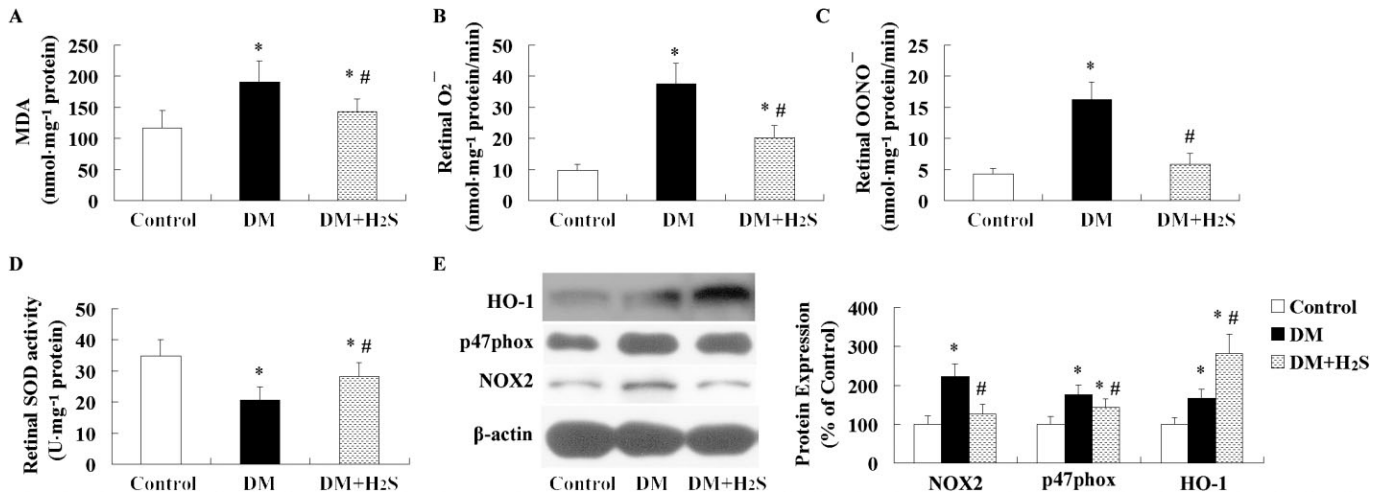 A
MDA
(nmol·mg⁻¹ protein)
250
200
150
100
50
0
*
* #
Control DM DM+H₂S
B
Retinal O₂⁻
(nmol·mg⁻¹ protein/min)
50
40
30
20
10
0
*
* #
Control DM DM+H₂S
C
Retinal OONO⁻
(nmol·mg⁻¹ protein/min)
25
20
15
10
5
0
*
#
Control DM DM+H₂S
D
Retinal SOD activity
(U·mg⁻¹ protein)
50
40
30
20
10
0
*
* #
Control DM DM+H₂S
E
HO-1
p47phox
NOX2
β-actin
Control DM DM+H₂S
Protein Expression
(% of Control)
400
300
200
100
0
*
#
*
* #
*
* #
NOX2 p47phox HO-1
Control
DM
DM+H₂S